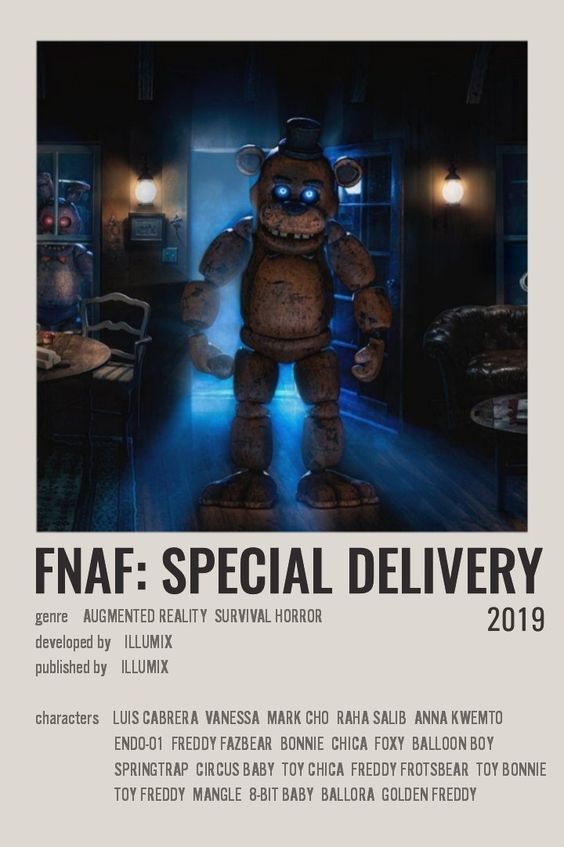 FNAF: SPECIAL DELIVERY
2019
genre AUGMENTED REALITY SURVIVAL HORROR
developed by ILLUMIX
published by ILLUMIX
characters LUIS CABRERA VANESSA MARK CHO RAHA SALIB ANNA KWEMTO
ENDO-01 FREDDY FAZBEAR BONNIE CHICA FOXY BALLOON BOY
SPRINGTRAP CIRCUS BABY TOY CHICA FREDDY FROTSBEAR TOY BONNIE
TOY FREDDY MANGLE 8-BIT BABY BALLORA GOLDEN FREDDY